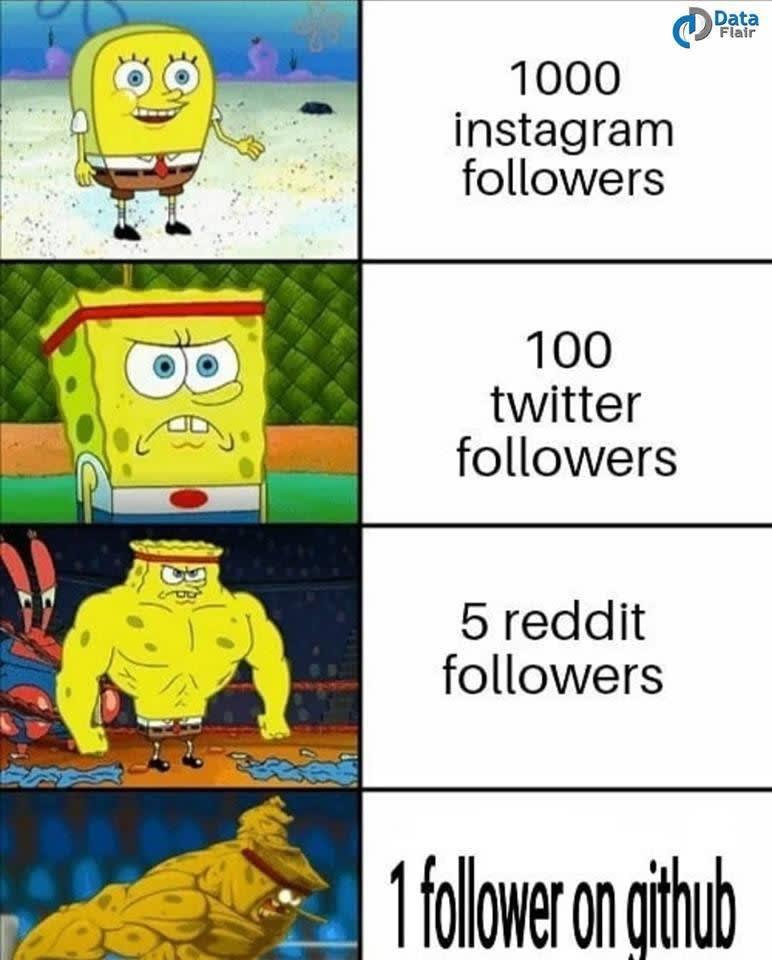 Data
Flair
1000
instagram
followers
100
twitter
followers
5 reddit
followers
1 follower on github